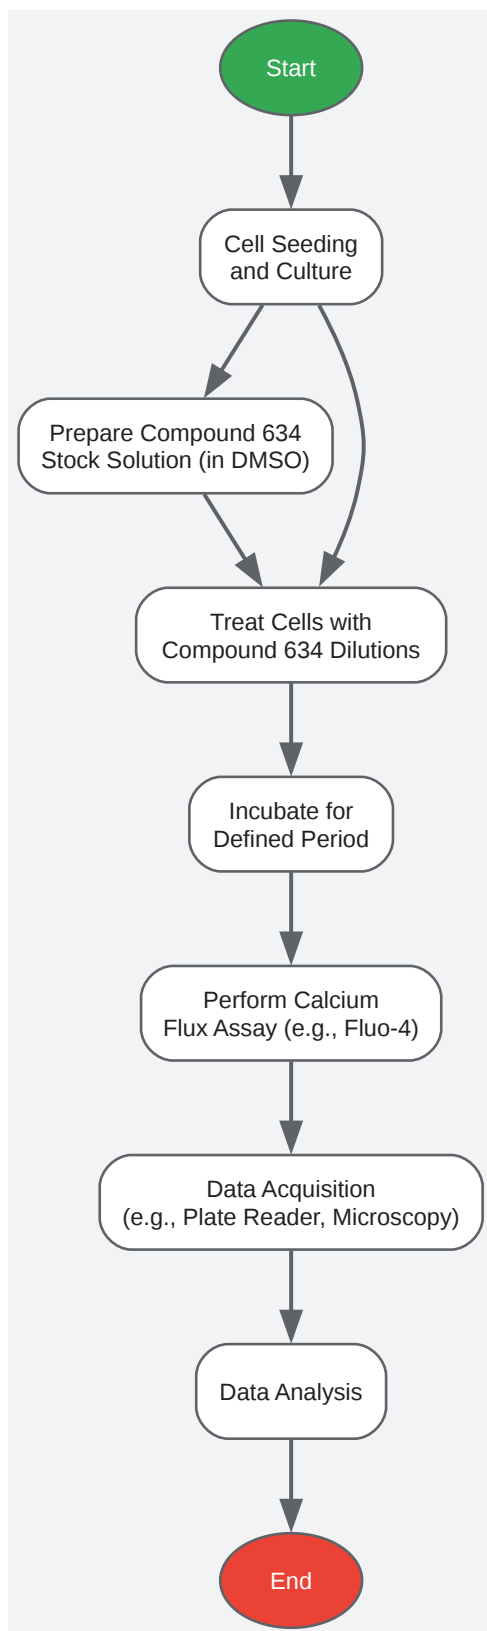 Start
Cell Seeding
and Culture
Prepare Compound 634
Stock Solution (in DMSO)
Treat Cells with
Compound 634 Dilutions
Incubate for
Defined Period
Perform Calcium
Flux Assay (e.g., Fluo-4)
Data Acquisition
(e.g., Plate Reader, Microscopy)
Data Analysis
End